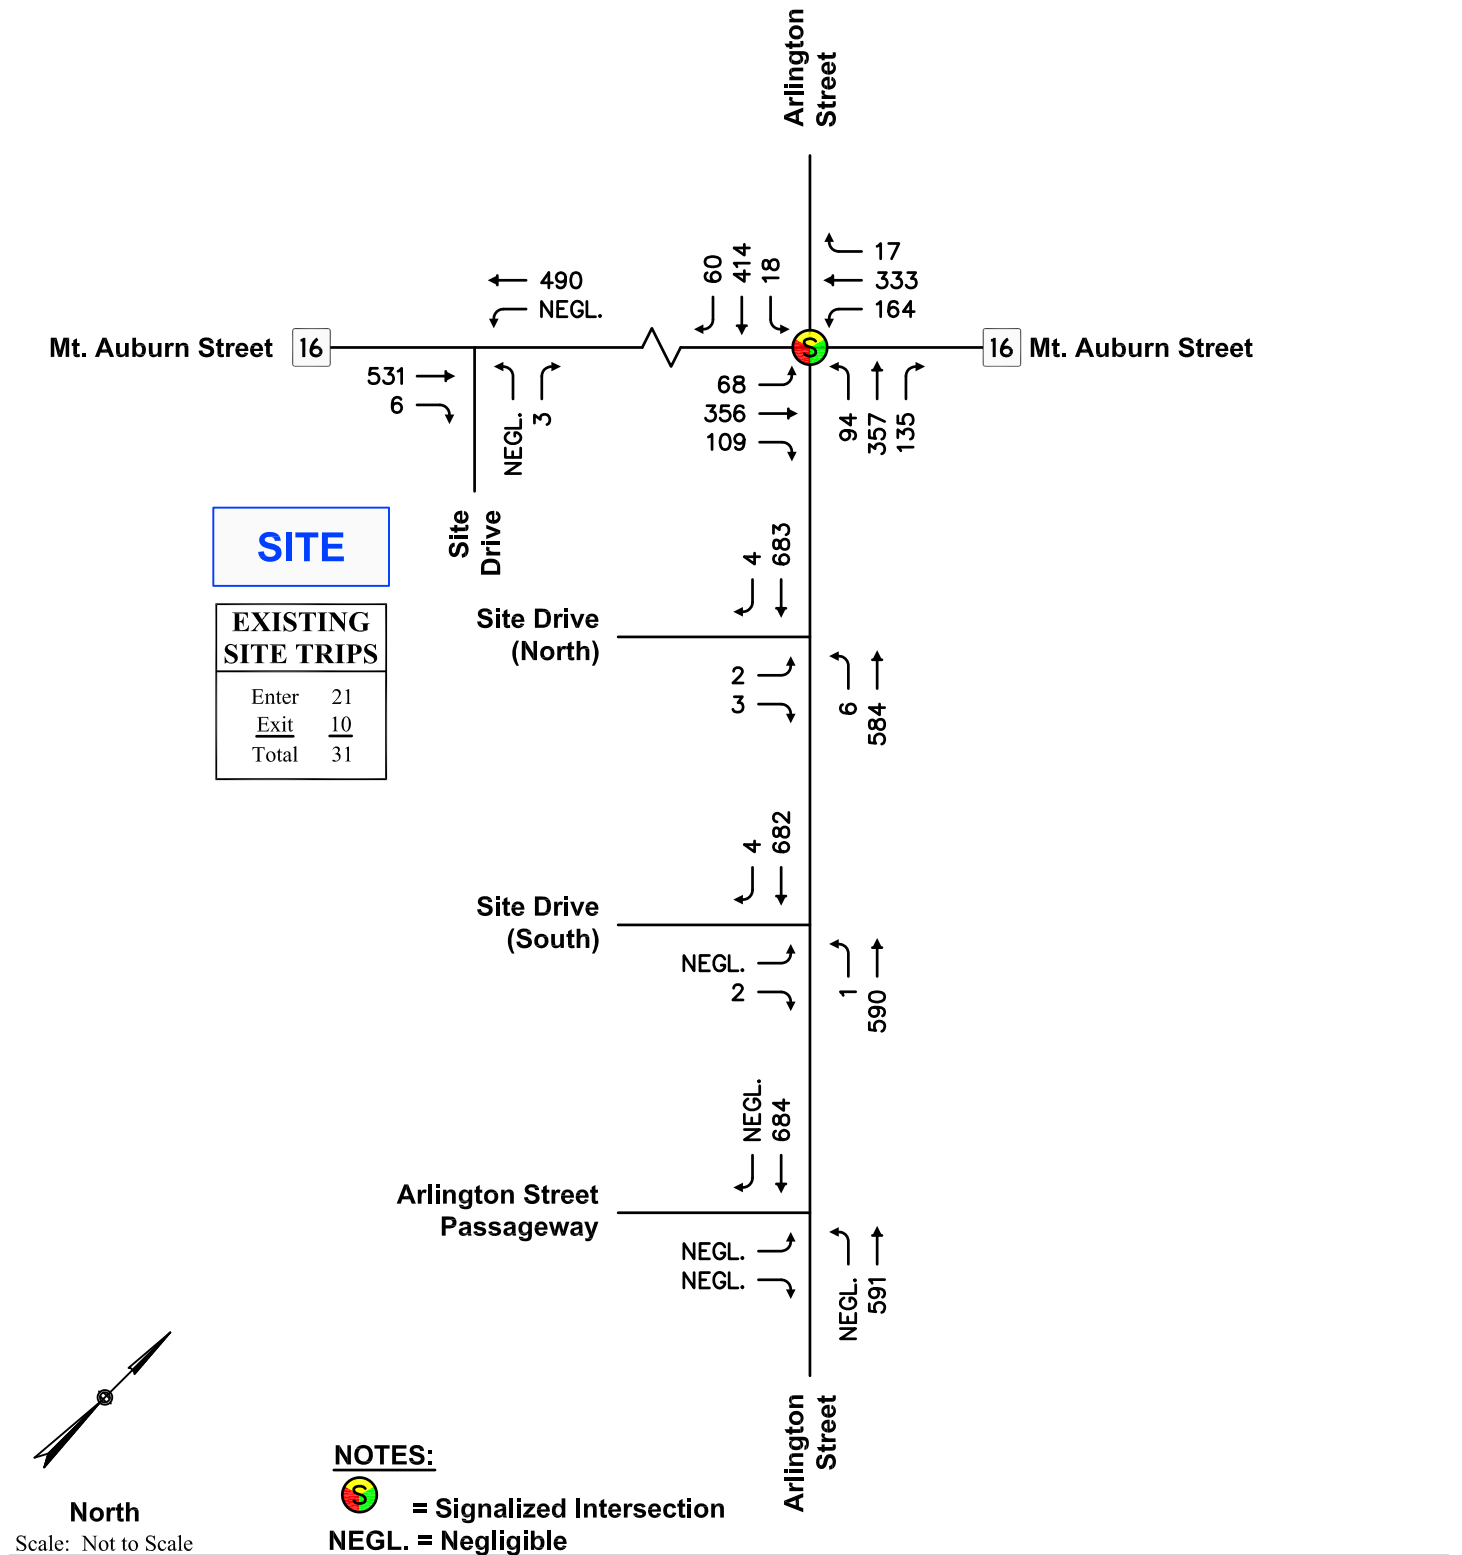 Arlington
Street
17
333
164
60
414
18
490
NEGL.
Mt. Auburn Street 16
S
16 Mt. Auburn Street
531
6
NEGL.
3
68
356
109
94
357
135
Site
Drive
SITE
EXISTING
SITE TRIPS
Enter 21
Exit 10
Total 31
4
683
Site Drive
(North)
2
3
6
584
4
682
Site Drive
(South)
NEGL.
2
1
590
NEGL.
684
Arlington Street
Passageway
NEGL.
NEGL.
NEGL.
591
Arlington
Street
North
Scale: Not to Scale
NOTES:
S = Signalized Intersection
NEGL. = Negligible